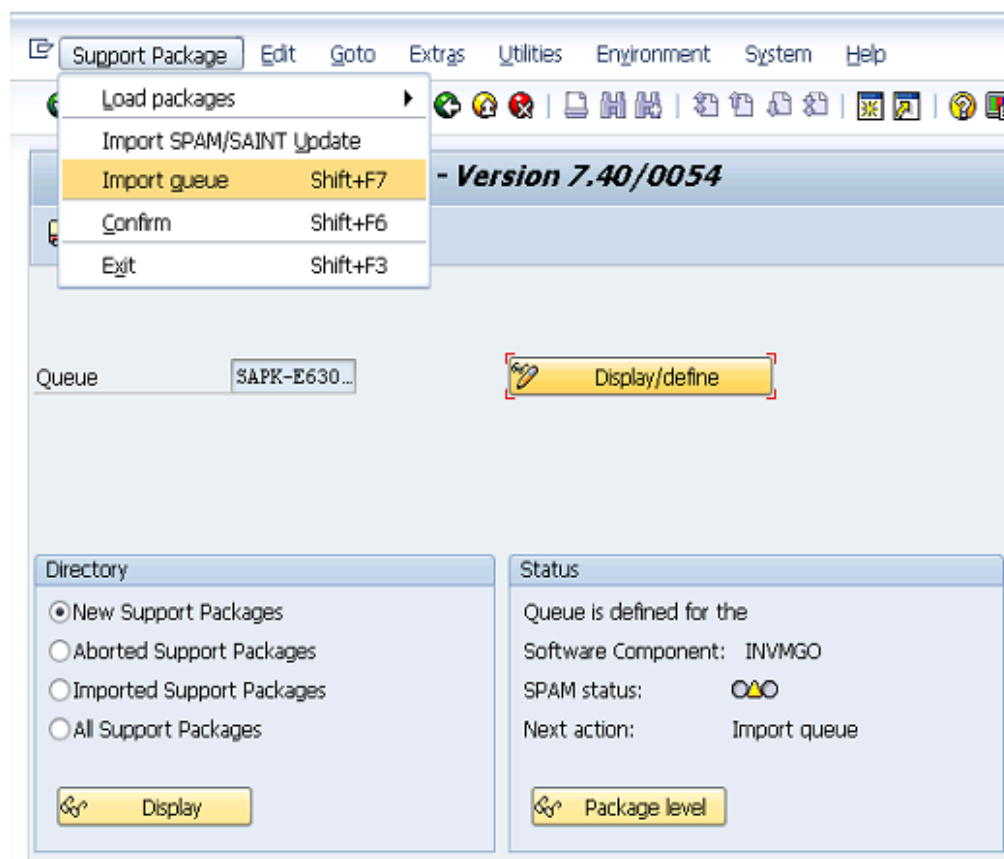 Support Package Edit Goto Extras Utilities Environment System Help
Load packages
Import SPAM/SAINT Update
Import queue Shift+F7
- Version 7.40/0054
Confirm Shift+F6
Exit Shift+F3
Queue SAPK-E630... Display/define
Directory
New Support Packages
Aborted Support Packages
Imported Support Packages
All Support Packages
Display
Status
Queue is defined for the
Software Component: INVMGO
SPAM status:
Next action: Import queue
Package level